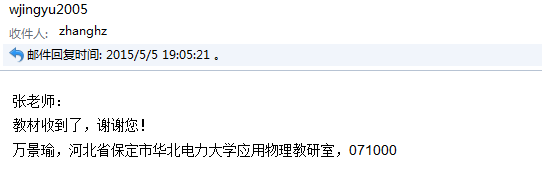 wjingyu2005
收件人: zhanghz
邮件回复时间: 2015/5/5 19:05:21 。
张老师：
教材收到了，谢谢您！
万景瑜，河北省保定市华北电力大学应用物理教研室，071000